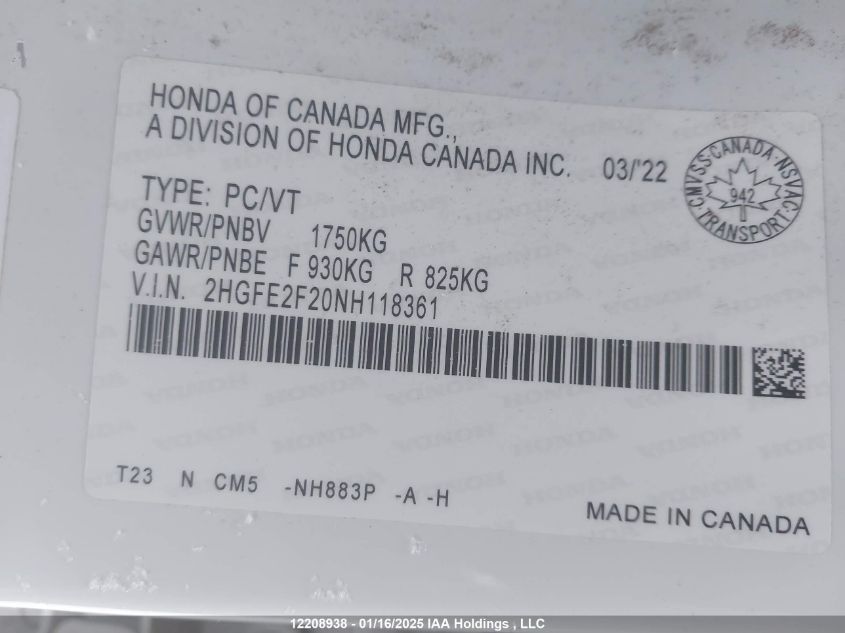 HONDA OF CANADA MFG.,
A DIVISION OF HONDA CANADA INC. 03/'22
CMVSS·CANADA·NSVAC·TRANSPORT
942
TYPE: PC/VT
GVWR/PNBV 1750KG
GAWR/PNBE F 930KG R 825KG
V.I.N. 2HGFE2F20NH118361
T23 N CM5 -NH883P -A -H
MADE IN CANADA
12208938 - 01/16/2025 IAA Holdings , LLC